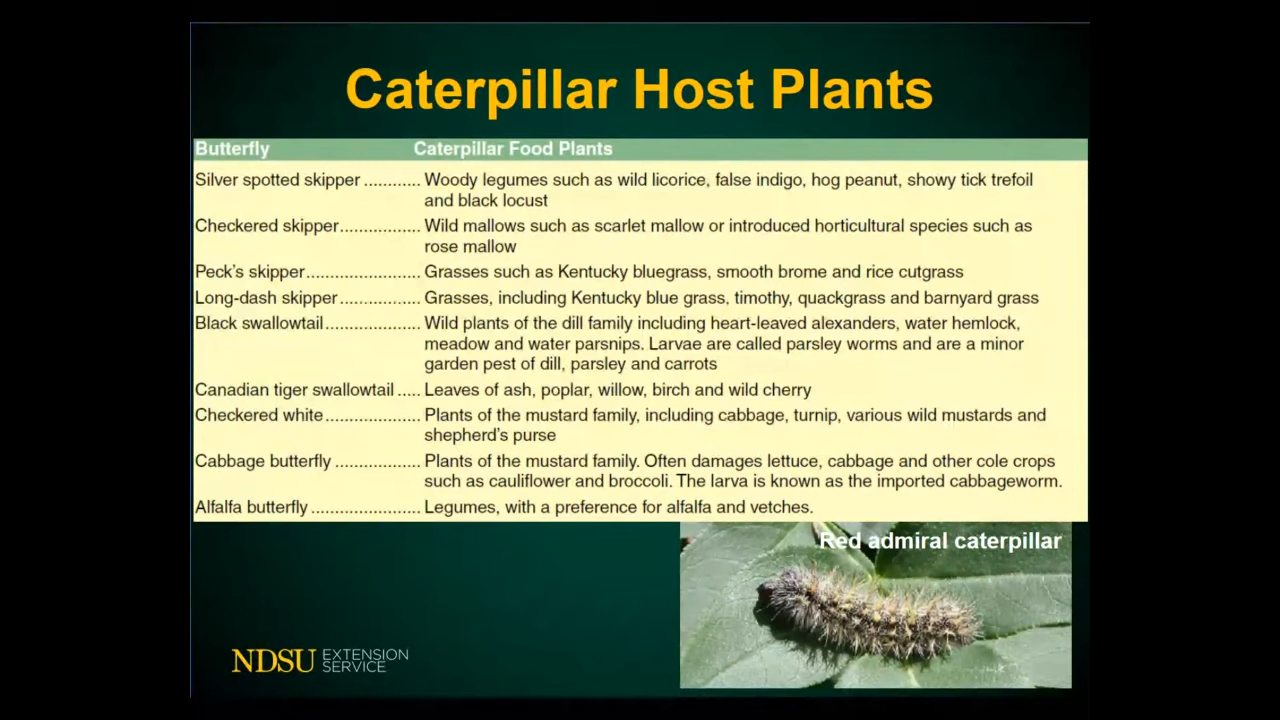 Caterpillar Host Plants
Butterfly Caterpillar Food Plants
Silver spotted skipper ............ Woody legumes such as wild licorice, false indigo, hog peanut, showy tick trefoil
and black locust
Checkered skipper................. Wild mallows such as scarlet mallow or introduced horticultural species such as
rose mallow
Peck's skipper........................ Grasses such as Kentucky bluegrass, smooth brome and rice cutgrass
Long-dash skipper ................. Grasses, including Kentucky blue grass, timothy, quackgrass and barnyard grass
Black swallowtail.................... Wild plants of the dill family including heart-leaved alexanders, water hemlock,
meadow and water parsnips. Larvae are called parsley worms and are a minor
garden pest of dill, parsley and carrots
Canadian tiger swallowtail ..... Leaves of ash, poplar, willow, birch and wild cherry
Checkered white.................... Plants of the mustard family, including cabbage, turnip, various wild mustards and
shepherd's purse
Cabbage butterfly .................. Plants of the mustard family. Often damages lettuce, cabbage and other cole crops
such as cauliflower and broccoli. The larva is known as the imported cabbageworm.
Alfalfa butterfly ....................... Legumes, with a preference for alfalfa and vetches.
Red admiral caterpillar
NDSU EXTENSION
SERVICE